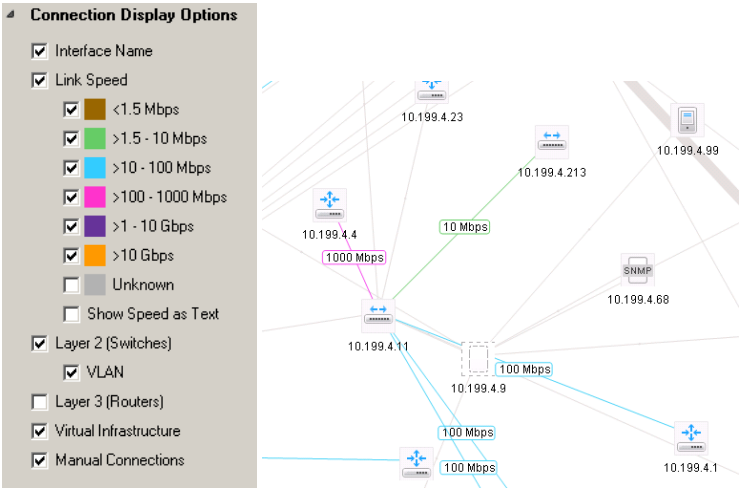 Connection Display Options
Interface Name
Link Speed
<1.5 Mbps
>1.5 - 10 Mbps
>10 - 100 Mbps
>100 - 1000 Mbps
>1 - 10 Gbps
>10 Gbps
Unknown
Show Speed as Text
Layer 2 (Switches)
VLAN
Layer 3 (Routers)
Virtual Infrastructure
Manual Connections
10.199.4.23
10.199.4.99
10.199.4.213
10 Mbps
10.199.4.4
1000 Mbps
SNMP
10.199.4.68
10.199.4.11
100 Mbps
10.199.4.9
100 Mbps
10.199.4.1
100 Mbps